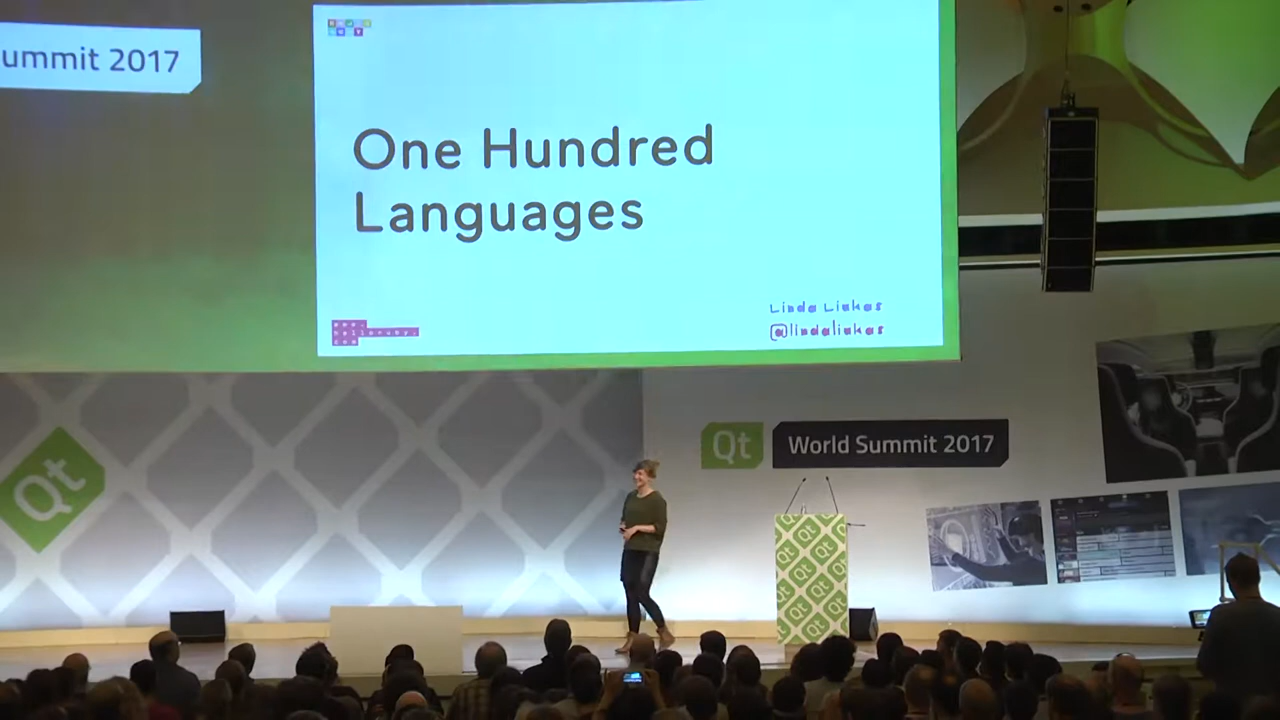 ummit 2017
One Hundred
Languages
Linda Liukas
@lindaliukas
Qt
Qt World Summit 2017